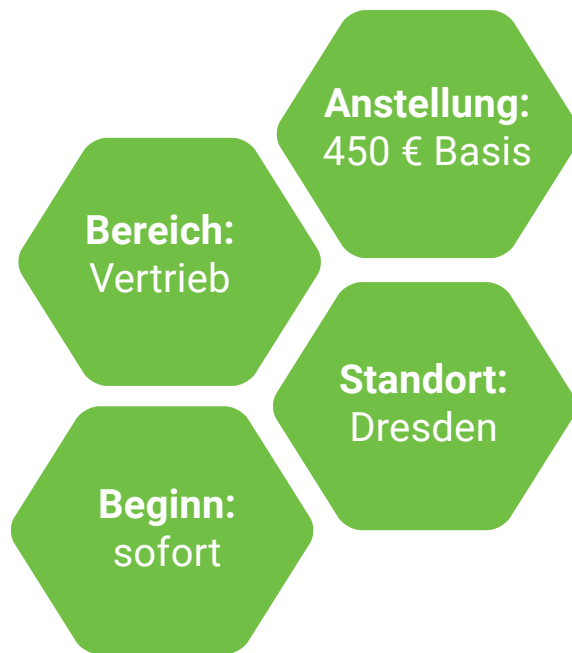 Anstellung:
450 € Basis
Bereich:
Vertrieb
Standort:
Dresden
Beginn:
sofort